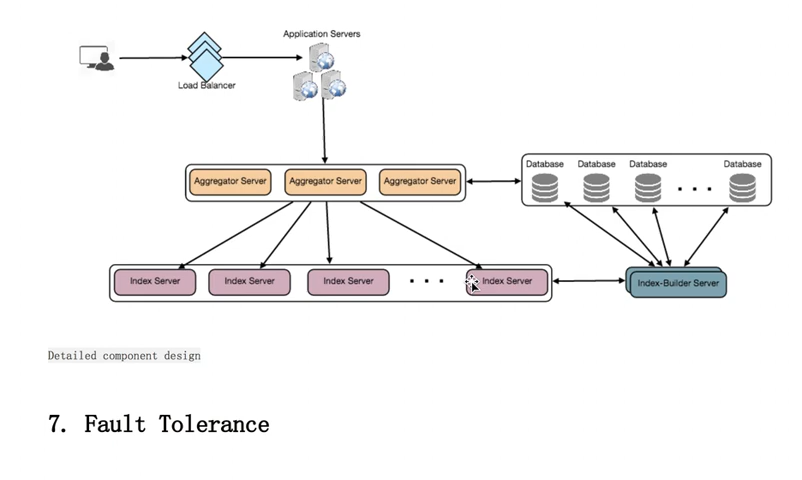 Application Servers
Load Balancer
Aggregator Server
Aggregator Server
Aggregator Server
Database
Database
Database
Database
Index Server
Index Server
Index Server
Index Server
Index-Builder Server
Detailed component design
7. Fault Tolerance